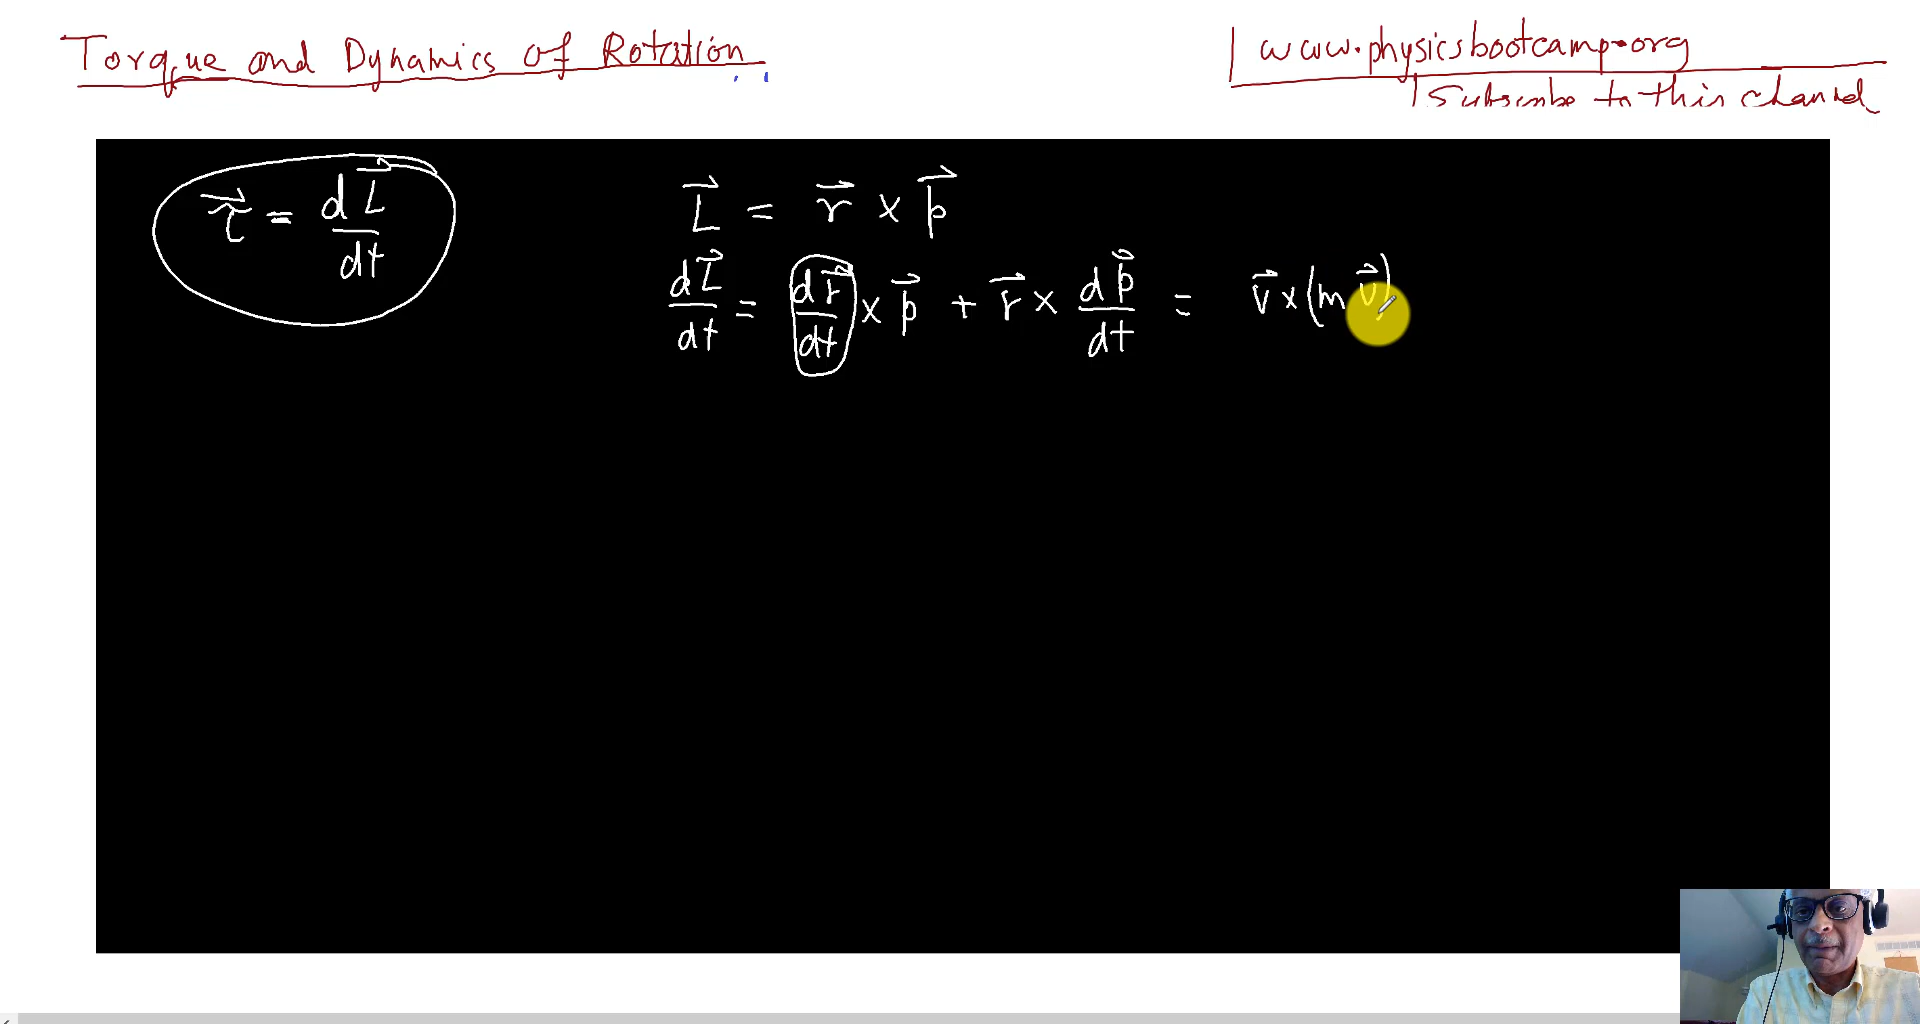 Torque and Dynamics of Rotation
www.physicsbootcamp.org
Subscribe to this channel
τ⃗ = dL⃗/dt
L⃗ = r⃗ × p⃗
dL⃗/dt = dr⃗/dt × p⃗ + r⃗ × dp⃗/dt = v⃗ × (m v⃗)